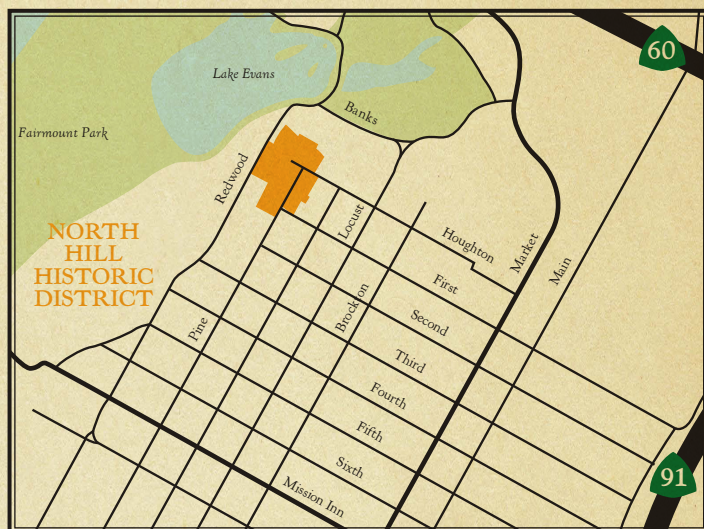 60
Lake Evans
Banks
Fairmount Park
Redwood
Locust
NORTH
HILL
HISTORIC
DISTRICT
Houghton
Market
Main
First
Brockton
Second
Pine
Third
Fourth
Fifth
Sixth
91
Mission Inn